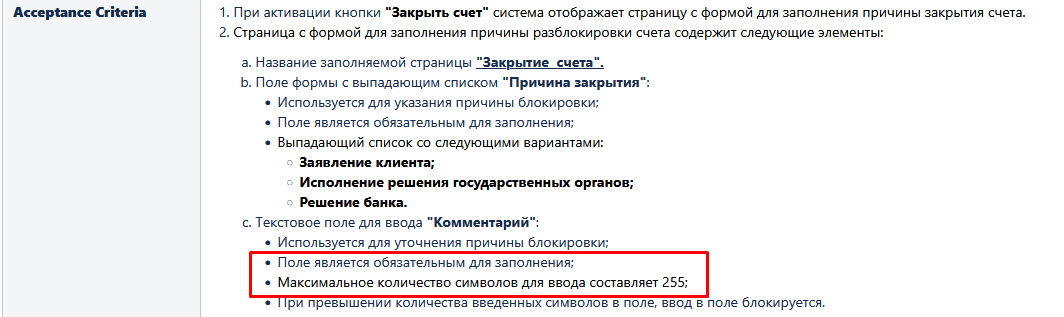 Acceptance Criteria
1. При активации кнопки "Закрыть счет" система отображает страницу с формой для заполнения причины закрытия счета.
2. Страница с формой для заполнения причины разблокировки счета содержит следующие элементы:
a. Название заполняемой страницы "Закрытие счета".
b. Поле формы с выпадающим списком "Причина закрытия":
• Используется для указания причины блокировки;
• Поле является обязательным для заполнения;
• Выпадающий список со следующими вариантами:
○ Заявление клиента;
○ Исполнение решения государственных органов;
○ Решение банка.
c. Текстовое поле для ввода "Комментарий":
• Используется для уточнения причины блокировки;
• Поле является обязательным для заполнения;
• Максимальное количество символов для ввода составляет 255;
• При превышении количества введенных символов в поле, ввод в поле блокируется.